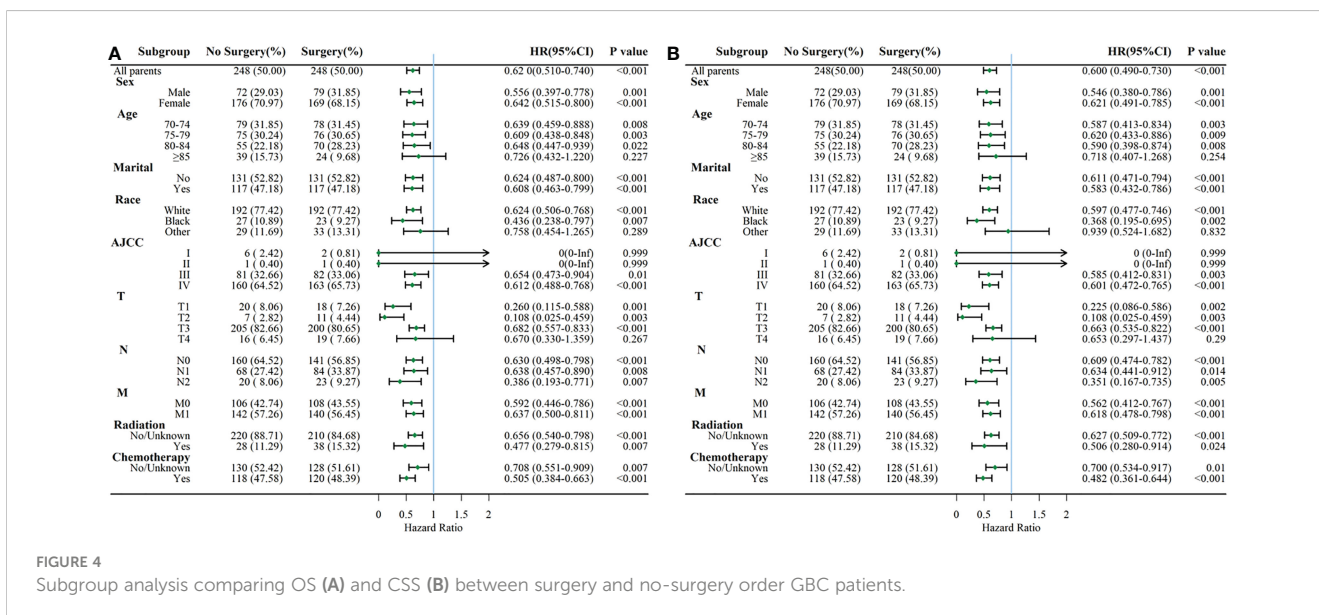 A Subgroup No Surgery(%) Surgery(%) HR(95%CI) P value
All parents 248 (50.00) 248 (50.00) 0.62 0(0.510-0.740) <0.001
Sex
Male 72 (29.03) 79 (31.85) 0.556 (0.397-0.778) 0.001
Female 176 (70.97) 169 (68.15) 0.642 (0.515-0.800) <0.001
Age
70-74 79 (31.85) 78 (31.45) 0.639 (0.459-0.888) 0.008
75-79 75 (30.24) 76 (30.65) 0.609 (0.438-0.848) 0.003
80-84 55 (22.18) 70 (28.23) 0.648 (0.447-0.939) 0.022
≥85 39 (15.73) 24 ( 9.68) 0.726 (0.432-1.220) 0.227
Marital
No 131 (52.82) 131 (52.82) 0.624 (0.487-0.800) <0.001
Yes 117 (47.18) 117 (47.18) 0.608 (0.463-0.799) <0.001
Race
White 192 (77.42) 192 (77.42) 0.624 (0.506-0.768) <0.001
Black 27 (10.89) 23 ( 9.27) 0.436 (0.238-0.797) 0.007
Other 29 (11.69) 33 (13.31) 0.758 (0.454-1.265) 0.289
AJCC
I 6 ( 2.42) 2 ( 0.81) 0(0-Inf) 0.999
II 1 ( 0.40) 1 ( 0.40) 0(0-Inf) 0.999
III 81 (32.66) 82 (33.06) 0.654 (0.473-0.904) 0.01
IV 160 (64.52) 163 (65.73) 0.612 (0.488-0.768) <0.001
T
T1 20 ( 8.06) 18 ( 7.26) 0.260 (0.115-0.588) 0.001
T2 7 ( 2.82) 11 ( 4.44) 0.108 (0.025-0.459) 0.003
T3 205 (82.66) 200 (80.65) 0.682 (0.557-0.833) <0.001
T4 16 ( 6.45) 19 ( 7.66) 0.670 (0.330-1.359) 0.267
N
N0 160 (64.52) 141 (56.85) 0.630 (0.498-0.798) <0.001
N1 68 (27.42) 84 (33.87) 0.638 (0.457-0.890) 0.008
N2 20 ( 8.06) 23 ( 9.27) 0.386 (0.193-0.771) 0.007
M
M0 106 (42.74) 108 (43.55) 0.592 (0.446-0.786) <0.001
M1 142 (57.26) 140 (56.45) 0.637 (0.500-0.811) <0.001
Radiation
No/Unknown 220 (88.71) 210 (84.68) 0.656 (0.540-0.798) <0.001
Yes 28 (11.29) 38 (15.32) 0.477 (0.279-0.815) 0.007
Chemotherapy
No/Unknown 130 (52.42) 128 (51.61) 0.708 (0.551-0.909) 0.007
Yes 118 (47.58) 120 (48.39) 0.505 (0.384-0.663) <0.001
0 0.5 1 1.5 2
Hazard Ratio
B Subgroup No Surgery(%) Surgery(%) HR(95%CI) P value
All parents 248(50.00) 248(50.00) 0.600 (0.490-0.730) <0.001
Sex
Male 72 (29.03) 79 (31.85) 0.546 (0.380-0.786) 0.001
Female 176 (70.97) 169 (68.15) 0.621 (0.491-0.785) <0.001
Age
70-74 79 (31.85) 78 (31.45) 0.587 (0.413-0.834) 0.003
75-79 75 (30.24) 76 (30.65) 0.620 (0.433-0.886) 0.009
80-84 55 (22.18) 70 (28.23) 0.590 (0.398-0.874) 0.008
≥85 39 (15.73) 24 ( 9.68) 0.718 (0.407-1.268) 0.254
Marital
No 131 (52.82) 131 (52.82) 0.611 (0.471-0.794) <0.001
Yes 117 (47.18) 117 (47.18) 0.583 (0.432-0.786) <0.001
Race
White 192 (77.42) 192 (77.42) 0.597 (0.477-0.746) <0.001
Black 27 (10.89) 23 ( 9.27) 0.368 (0.195-0.695) 0.002
Other 29 (11.69) 33 (13.31) 0.939 (0.524-1.682) 0.832
AJCC
I 6 ( 2.42) 2 ( 0.81) 0 (0-Inf) 0.999
II 1 ( 0.40) 1 ( 0.40) 0 (0-Inf) 0.999
III 81 (32.66) 82 (33.06) 0.585 (0.412-0.831) 0.003
IV 160 (64.52) 163 (65.73) 0.601 (0.472-0.765) <0.001
T
T1 20 ( 8.06) 18 ( 7.26) 0.225 (0.086-0.586) 0.002
T2 7 ( 2.82) 11 ( 4.44) 0.108 (0.025-0.459) 0.003
T3 205 (82.66) 200 (80.65) 0.663 (0.535-0.822) <0.001
T4 16 ( 6.45) 19 ( 7.66) 0.653 (0.297-1.437) 0.29
N
N0 160 (64.52) 141 (56.85) 0.609 (0.474-0.782) <0.001
N1 68 (27.42) 84 (33.87) 0.634 (0.441-0.912) 0.014
N2 20 ( 8.06) 23 ( 9.27) 0.351 (0.167-0.735) 0.005
M
M0 106 (42.74) 108 (43.55) 0.562 (0.412-0.767) <0.001
M1 142 (57.26) 140 (56.45) 0.618 (0.478-0.798) <0.001
Radiation
No/Unknown 220 (88.71) 210 (84.68) 0.627 (0.509-0.772) <0.001
Yes 28 (11.29) 38 (15.32) 0.506 (0.280-0.914) 0.024
Chemotherapy
No/Unknown 130 (52.42) 128 (51.61) 0.700 (0.534-0.917) 0.01
Yes 118 (47.58) 120 (48.39) 0.482 (0.361-0.644) <0.001
0 0.5 1 1.5 2
Hazard Ratio
FIGURE 4
Subgroup analysis comparing OS (A) and CSS (B) between surgery and no-surgery order GBC patients.